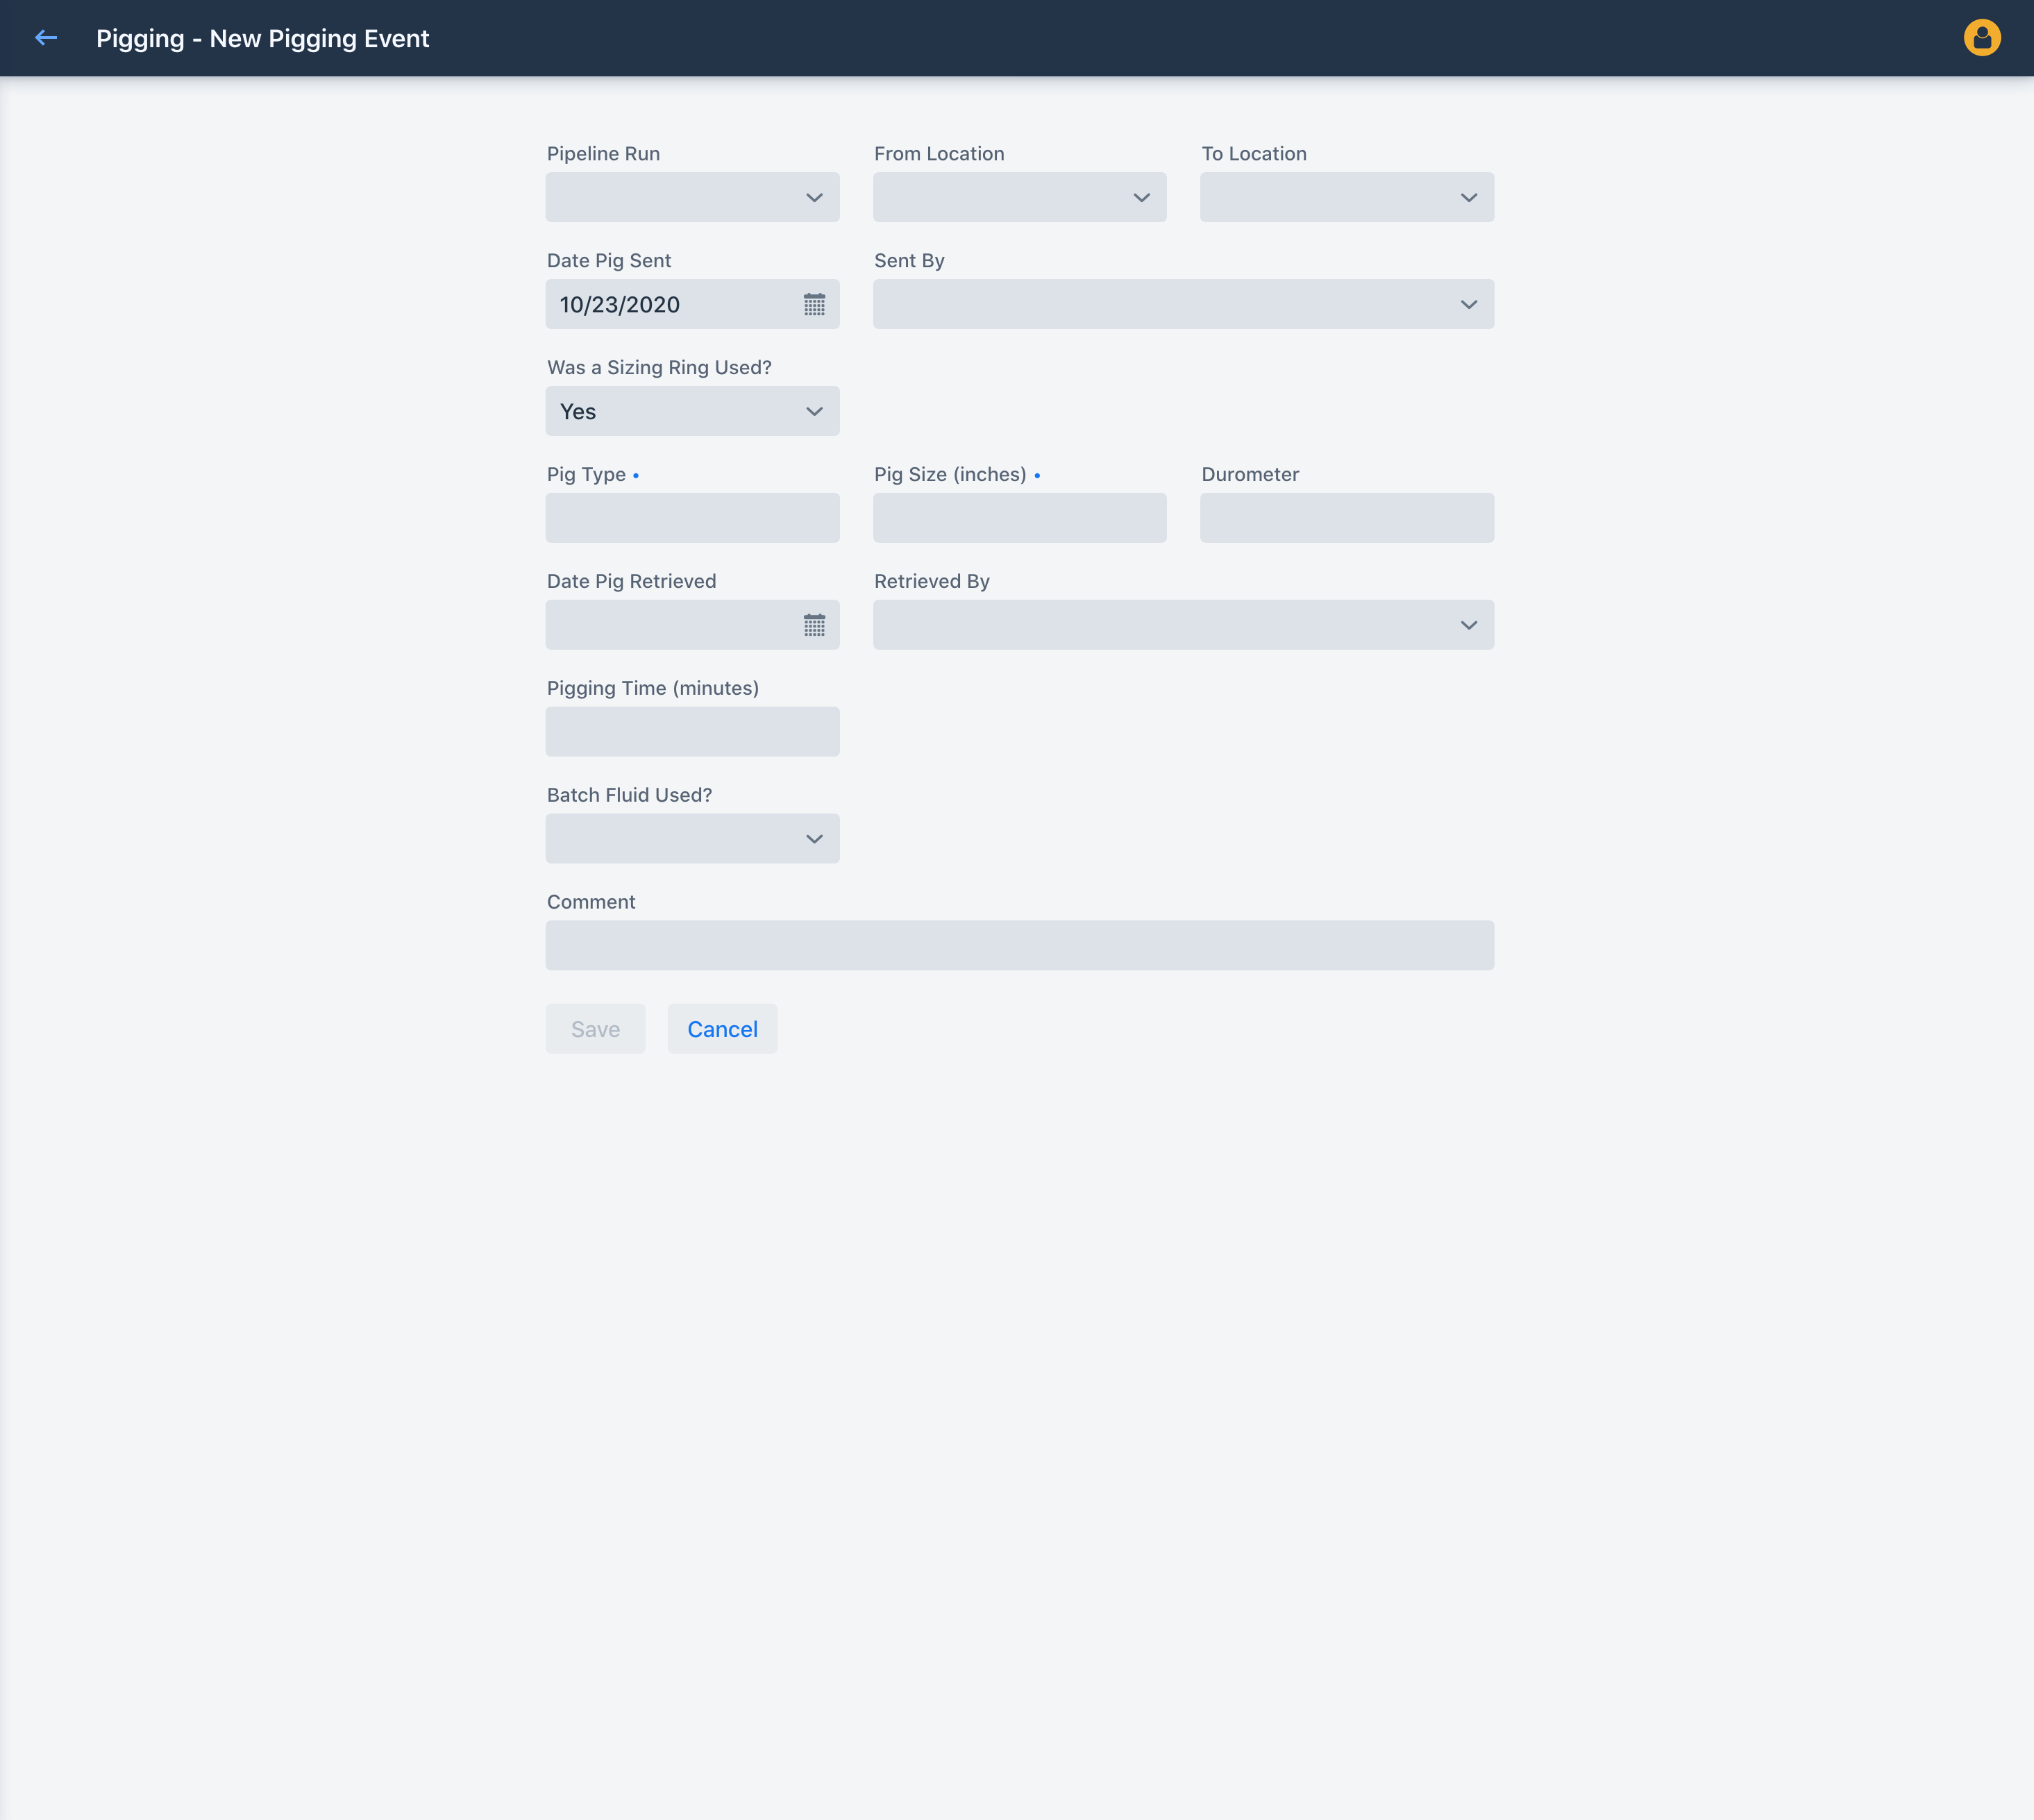 Pigging - New Pigging Event
Pipeline Run
From Location
To Location
Date Pig Sent
Sent By
10/23/2020
Was a Sizing Ring Used?
Yes
Pig Type •
Pig Size (inches) •
Durometer
Date Pig Retrieved
Retrieved By
Pigging Time (minutes)
Batch Fluid Used?
Comment
Save
Cancel